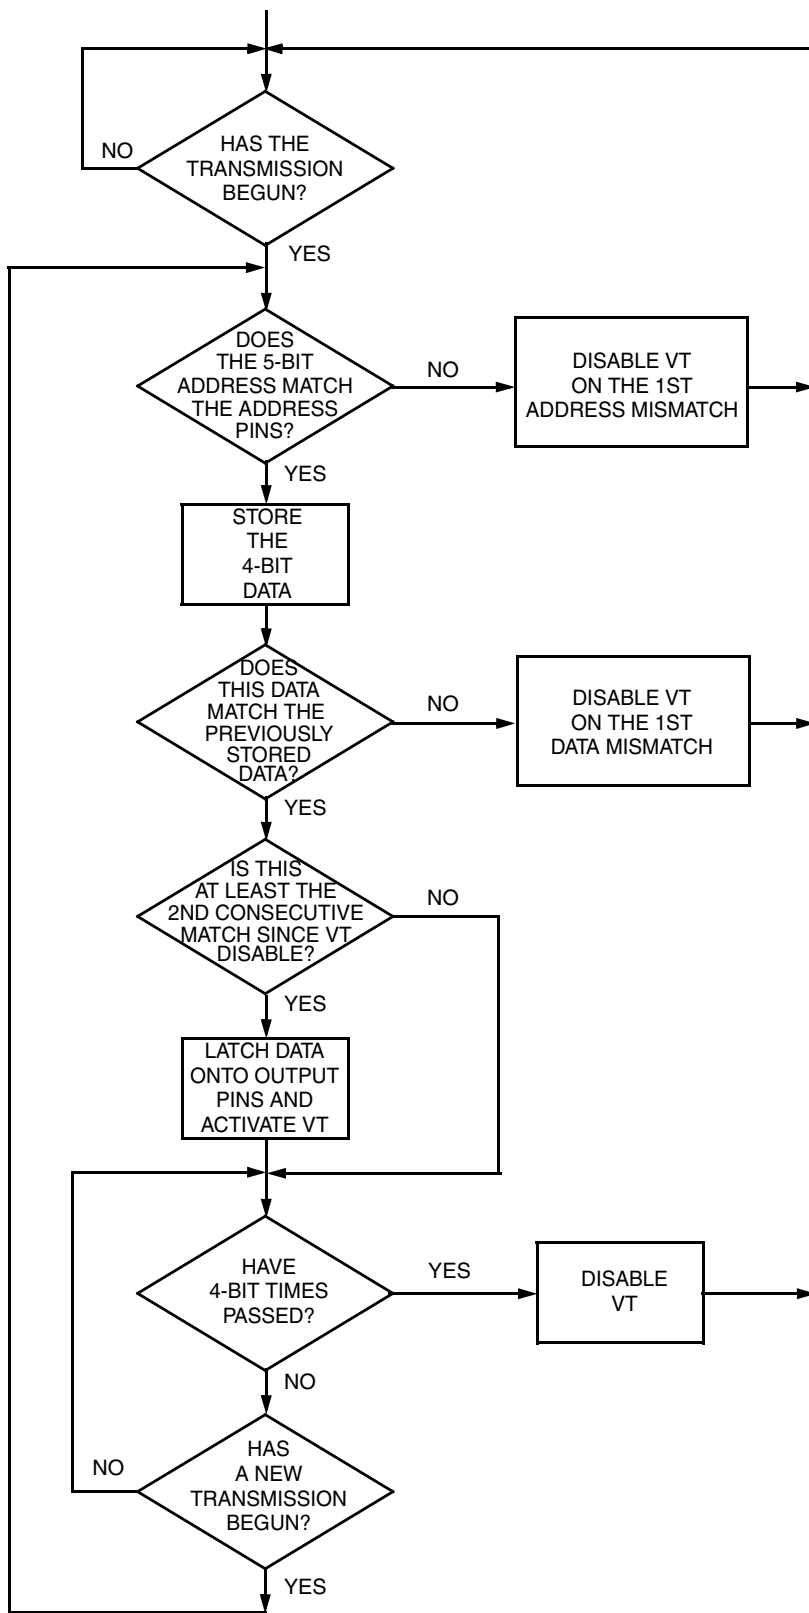 HAS THE
TRANSMISSION
BEGUN?
NO
YES
DOES
THE 5-BIT
ADDRESS MATCH
THE ADDRESS
PINS?
NO
DISABLE VT
ON THE 1ST
ADDRESS MISMATCH
YES
STORE
THE
4-BIT
DATA
DOES
THIS DATA
MATCH THE
PREVIOUSLY
STORED
DATA?
NO
DISABLE VT
ON THE 1ST
DATA MISMATCH
YES
IS THIS
AT LEAST THE
2ND CONSECUTIVE
MATCH SINCE VT
DISABLE?
NO
YES
LATCH DATA
ONTO OUTPUT
PINS AND
ACTIVATE VT
HAVE
4-BIT TIMES
PASSED?
YES
DISABLE
VT
NO
HAS
A NEW
TRANSMISSION
BEGUN?
NO
YES